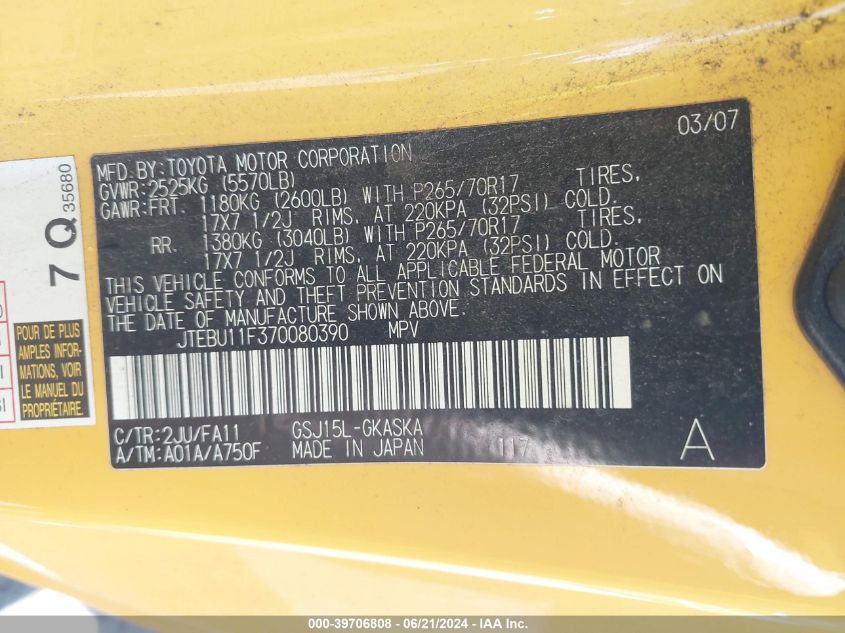 03/07
MFD.BY:TOYOTA MOTOR CORPORATION
GVWR:2525KG (5570LB)
GAWR:FRT. 1180KG (2600LB) WITH P265/70R17 TIRES,
17X7 1/2J RIMS, AT 220KPA (32PSI) COLD.
RR. 1380KG (3040LB) WITH P265/70R17 TIRES,
17X7 1/2J RIMS, AT 220KPA (32PSI) COLD.
THIS VEHICLE CONFORMS TO ALL APPLICABLE FEDERAL MOTOR
VEHICLE SAFETY AND THEFT PREVENTION STANDARDS IN EFFECT ON
THE DATE OF MANUFACTURE SHOWN ABOVE.
JTEBU11F370080390 MPV
C/TR:2JU/FA11 GSJ15L-GKASKA
A/TM:A01A/A750F MADE IN JAPAN 117 A
7 Q 35680
POUR DE PLUS
AMPLES INFOR-
MATIONS, VOIR
LE MANUEL DU
PROPRIÉTAIRE.
000-39706808 - 06/21/2024 - IAA Inc.